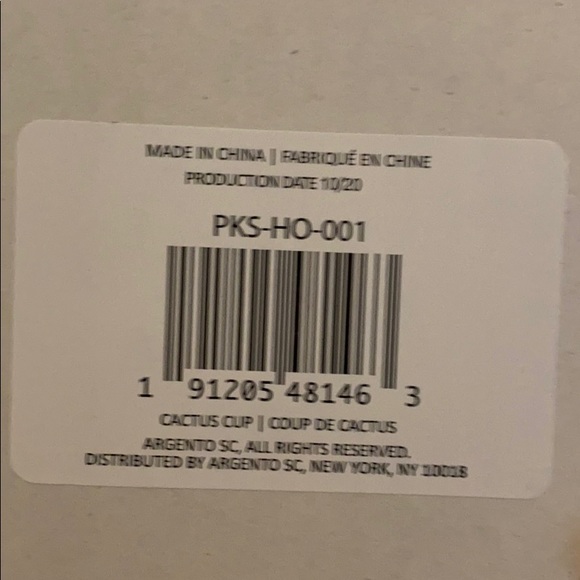 MADE IN CHINA | FABRIQUÉ EN CHINE
PRODUCTION DATE 10/20
PKS-HO-001
1 91205 48146 3
CACTUS CUP | COUP DE CACTUS
ARGENTO SC, ALL RIGHTS RESERVED.
DISTRIBUTED BY ARGENTO SC, NEW YORK, NY 10018